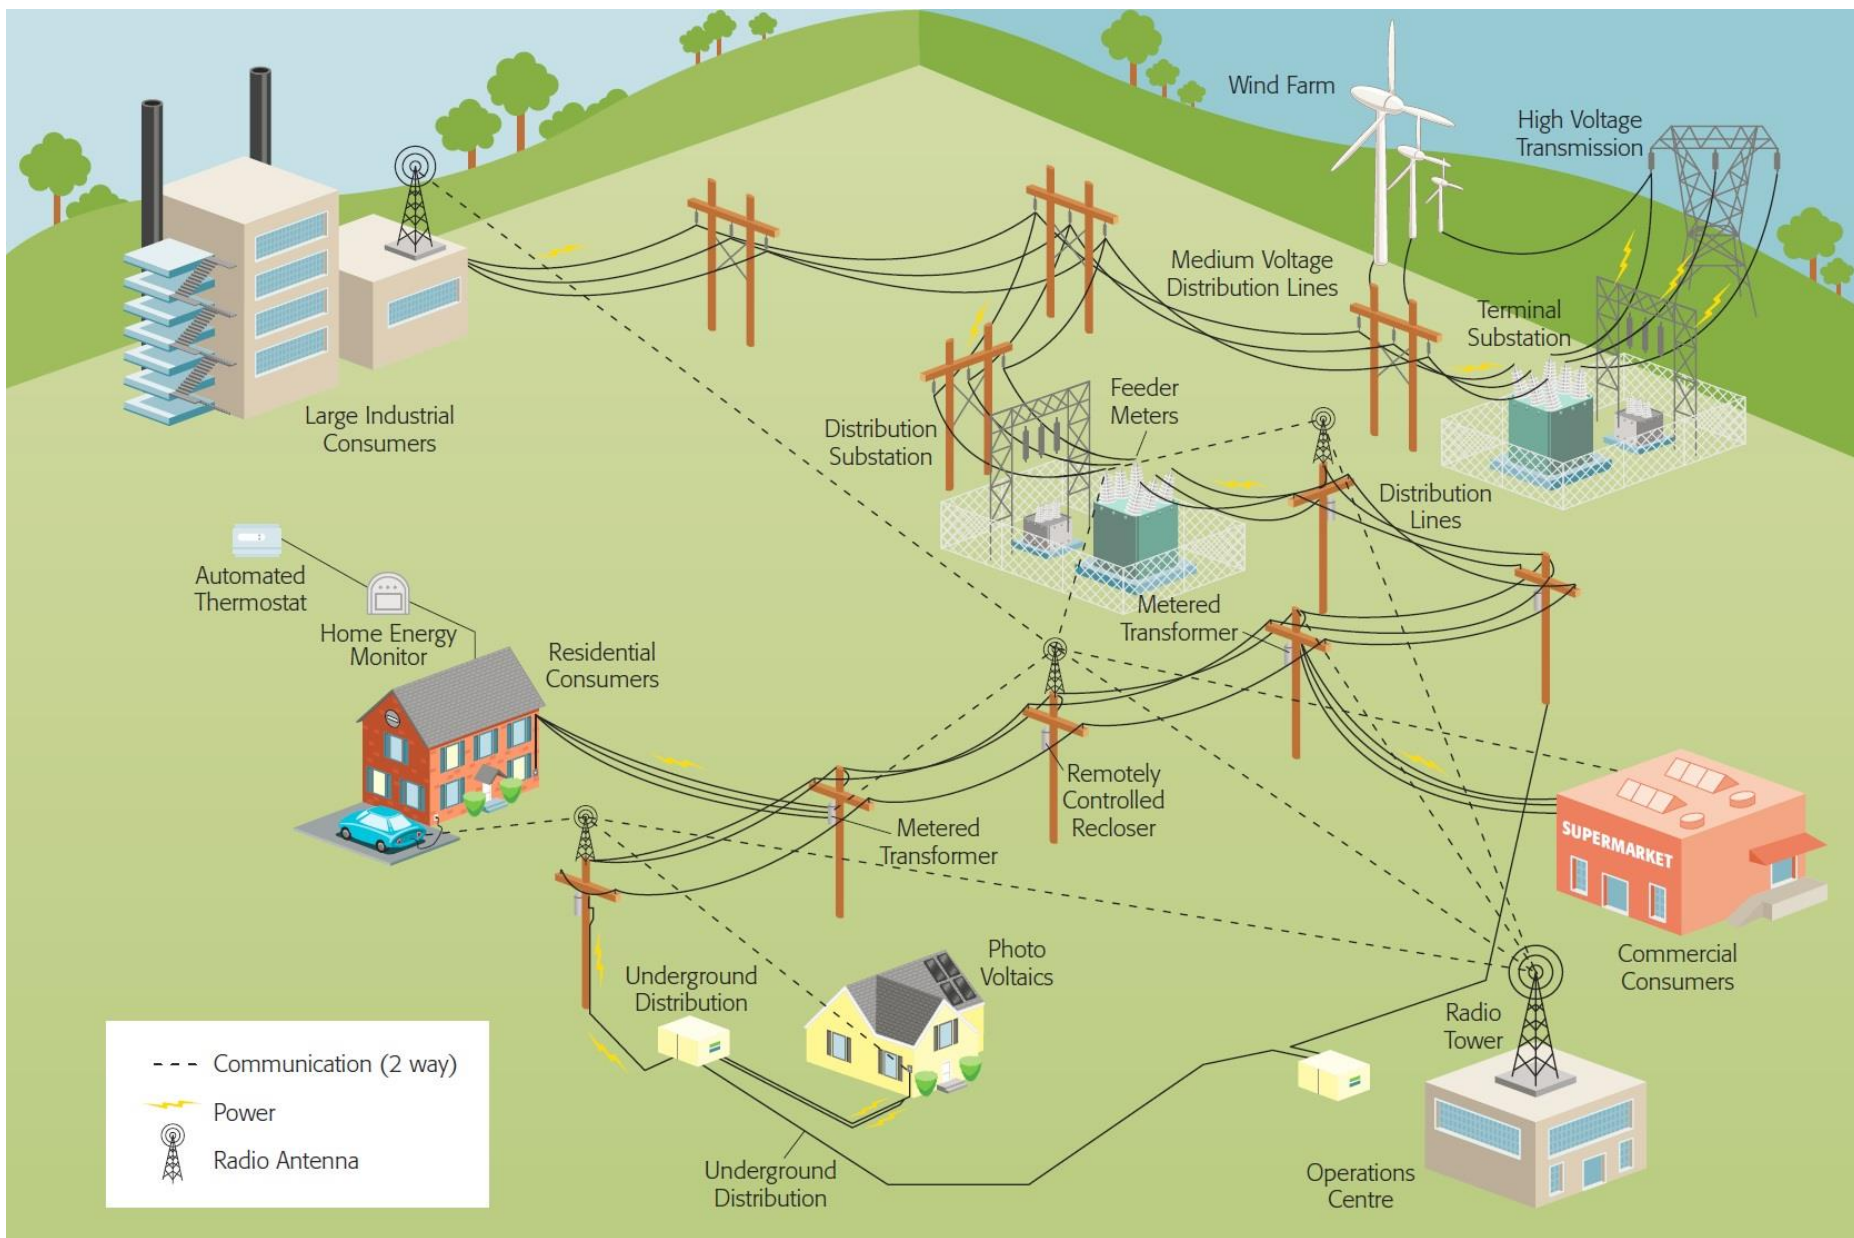 Wind Farm
High Voltage
Transmission
Medium Voltage
Distribution Lines
Terminal
Substation
Large Industrial
Consumers
Distribution
Substation
Feeder
Meters
Distribution
Lines
Automated
Thermostat
Home Energy
Monitor
Residential
Consumers
Metered
Transformer
Remotely
Controlled
Recloser
Metered
Transformer
SUPERMARKET
Commercial
Consumers
Photo
Voltaics
Underground
Distribution
Radio
Tower
Underground
Distribution
Operations
Centre
Communication (2 way)
Power
Radio Antenna